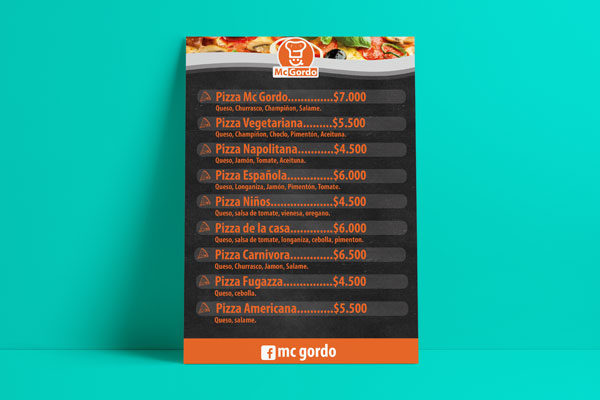 McGordo
Pizza Mc Gordo..............$7.000
Queso, Churrasco, Champiñon, Salame.
Pizza Vegetariana.........$5.500
Queso, Champiñon, Choclo, Pimentón, Aceituna.
Pizza Napolitana...........$4.500
Queso, Jamón, Tomate, Aceituna.
Pizza Española..............$6.000
Queso, Longaniza, Jamón, Pimentón, Tomate.
Pizza Niños...................$4.500
Queso, salsa de tomate, vienesa, oregano.
Pizza de la casa.............$6.000
Queso, salsa de tomate, longaniza, cebolla, pimenton.
Pizza Carnivora.............$6.500
Queso, Churrasco, Jamon, Salame.
Pizza Fugazza...............$4.500
Queso, cebolla.
Pizza Americana...........$5.500
Queso, salame.
f mc gordo